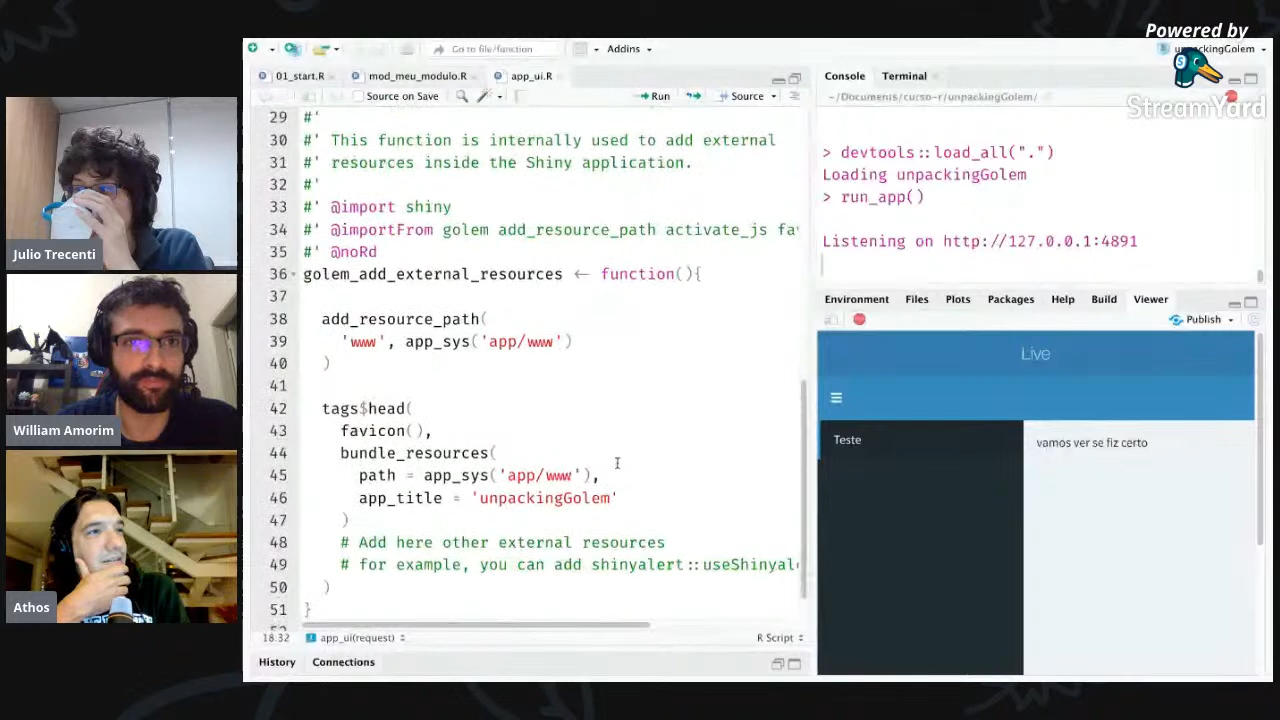 Powered by
StreamYard
Julio Trecenti
William Amorim
Athos
Go to file/function
Addins
unpackingGolem
01_start.R
mod_meu_modulo.R
app_ui.R
Source on Save
Run
Source
29 #'
30 #' This function is internally used to add external
31 #' resources inside the Shiny application.
32 #'
33 #' @import shiny
34 #' @importFrom golem add_resource_path activate_js fav
35 #' @noRd
36 golem_add_external_resources ← function(){
37
38 add_resource_path(
39 'www', app_sys('app/www')
40 )
41
42 tags$head(
43 favicon(),
44 bundle_resources(
45 path = app_sys('app/www'),
46 app_title = 'unpackingGolem'
47 )
48 # Add here other external resources
49 # for example, you can add shinyalert::useShinyal
50 )
51 }
18:32
app_ui(request)
R Script
History
Connections
Console
Terminal
~/Documents/curso-r/unpackingGolem/
> devtools::load_all(".")
Loading unpackingGolem
> run_app()
Listening on http://127.0.0.1:4891
Environment
Files
Plots
Packages
Help
Build
Viewer
Publish
Live
Teste
vamos ver se fiz certo